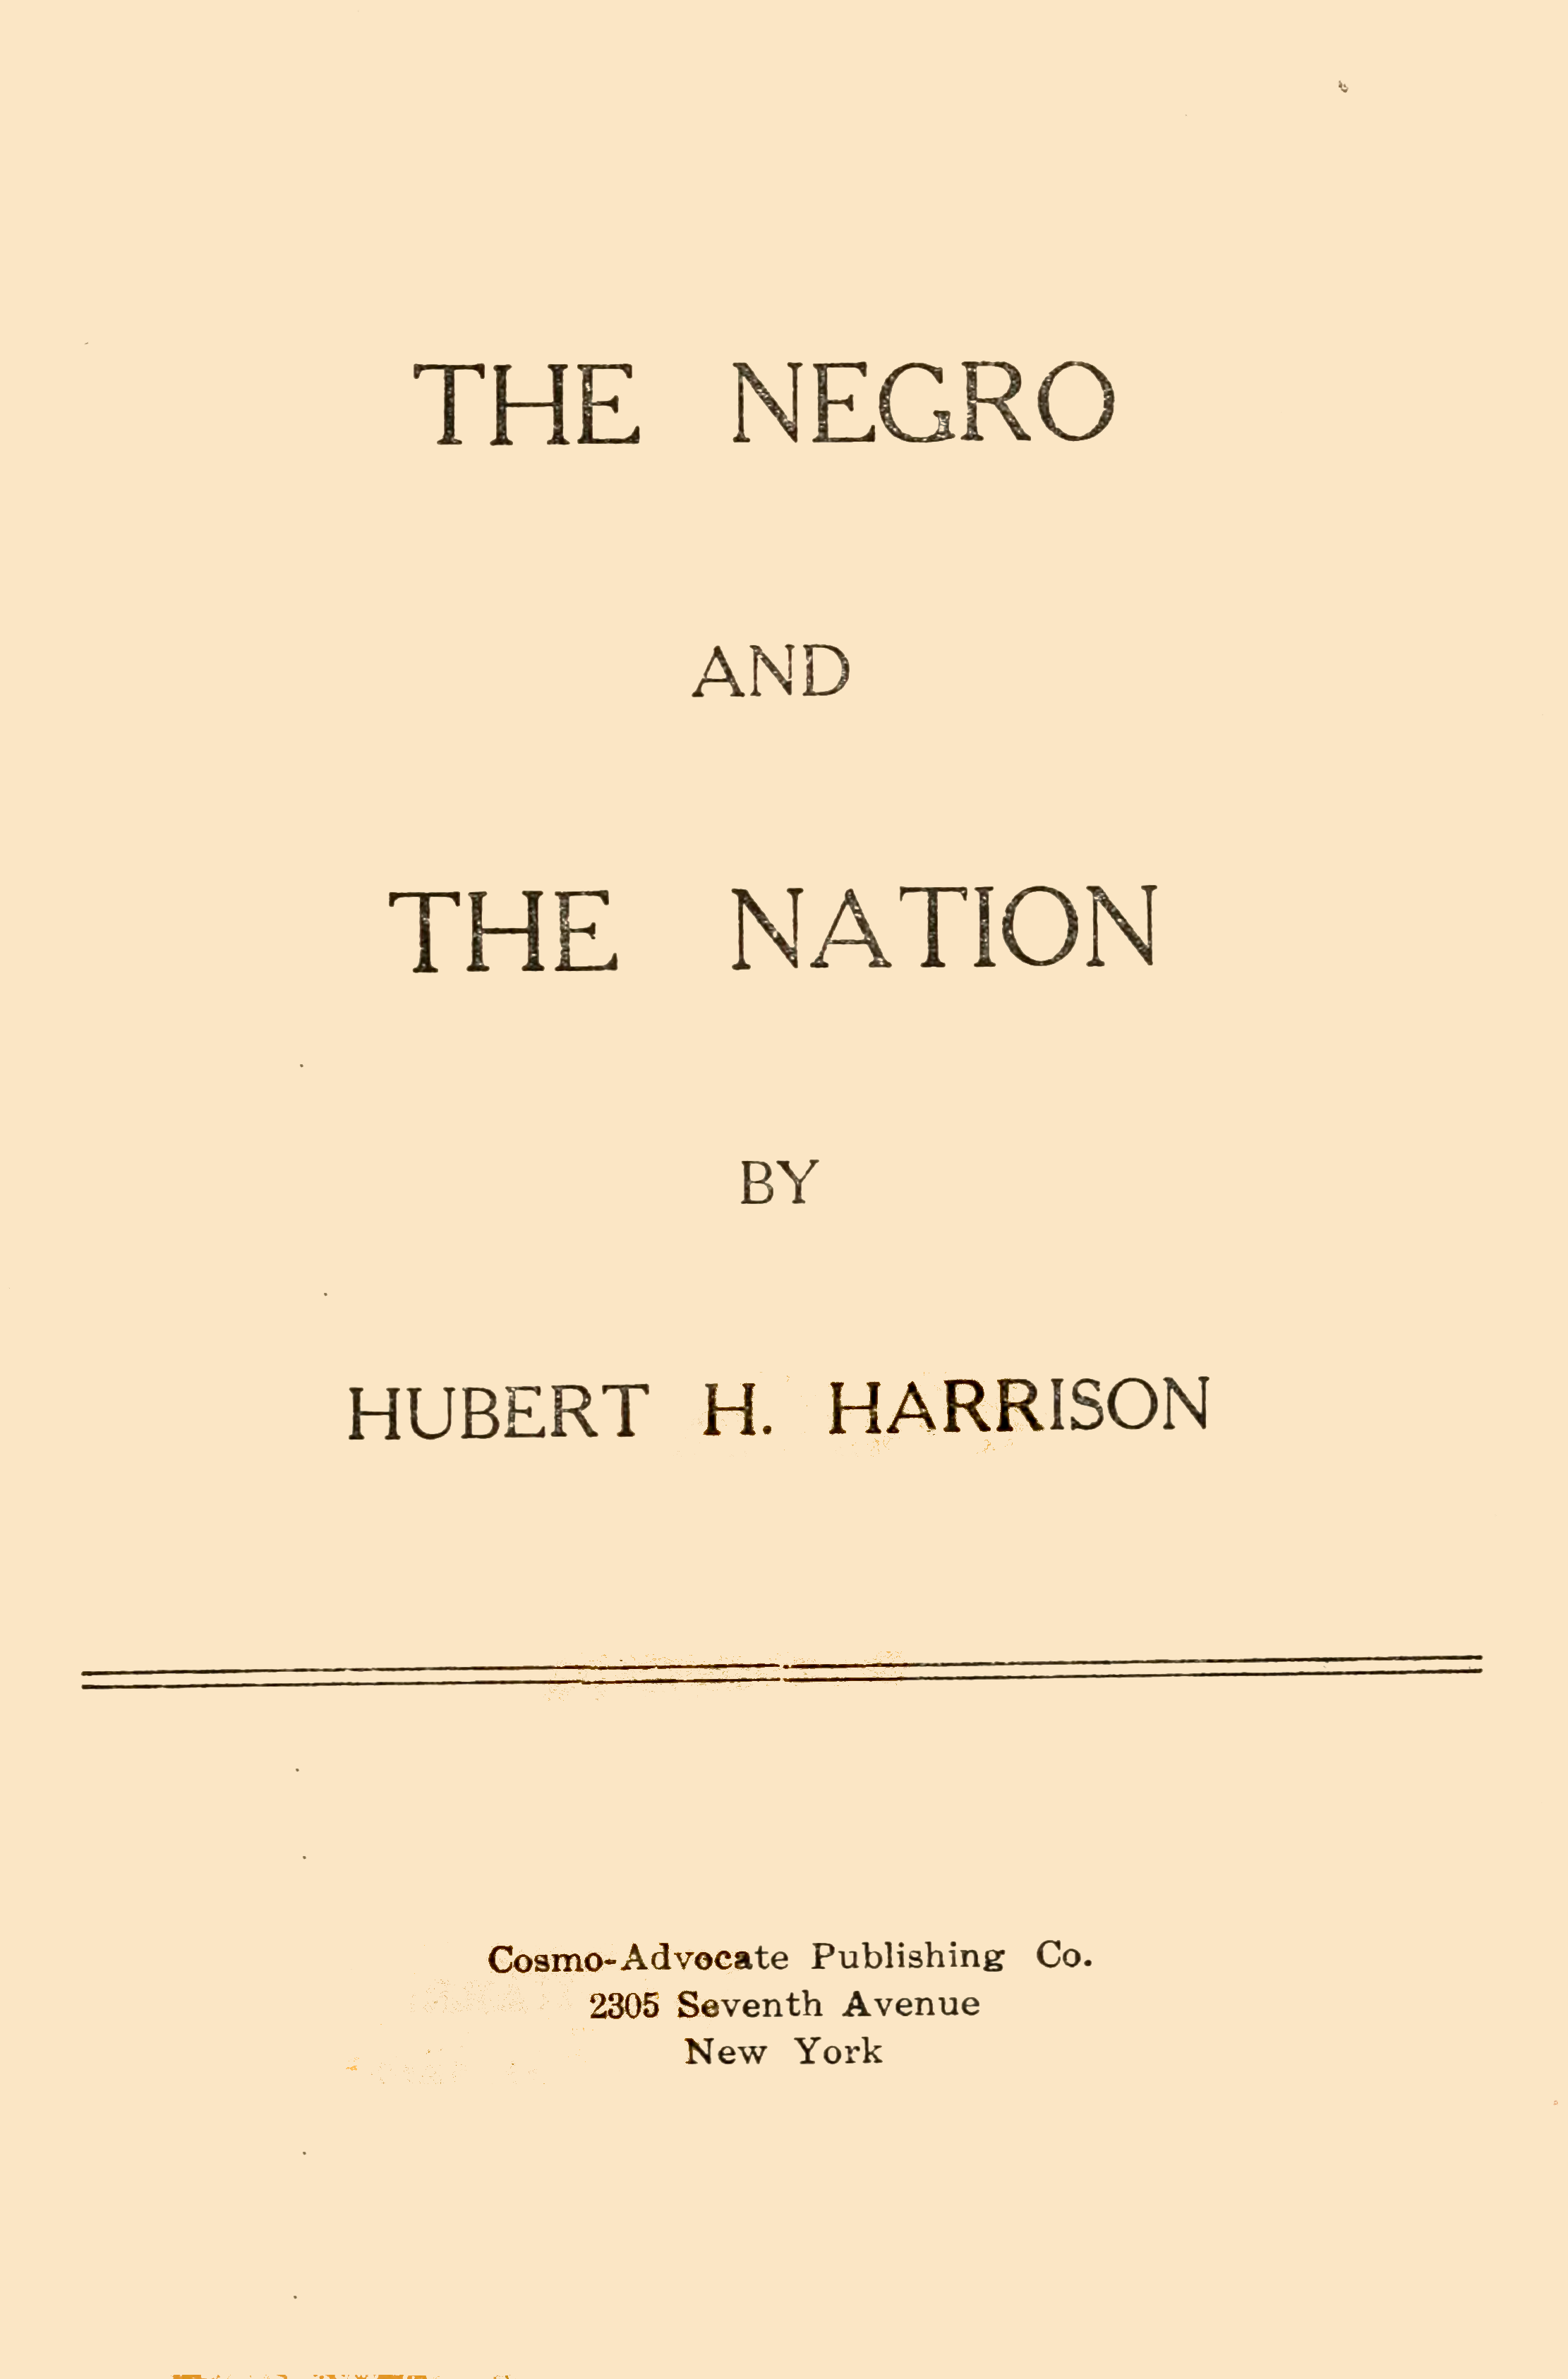 THE NEGRO
AND
THE NATION
BY
HUBERT H. HARRISON
Cosmo-Advocate Publishing Co.
2305 Seventh Avenue
New York